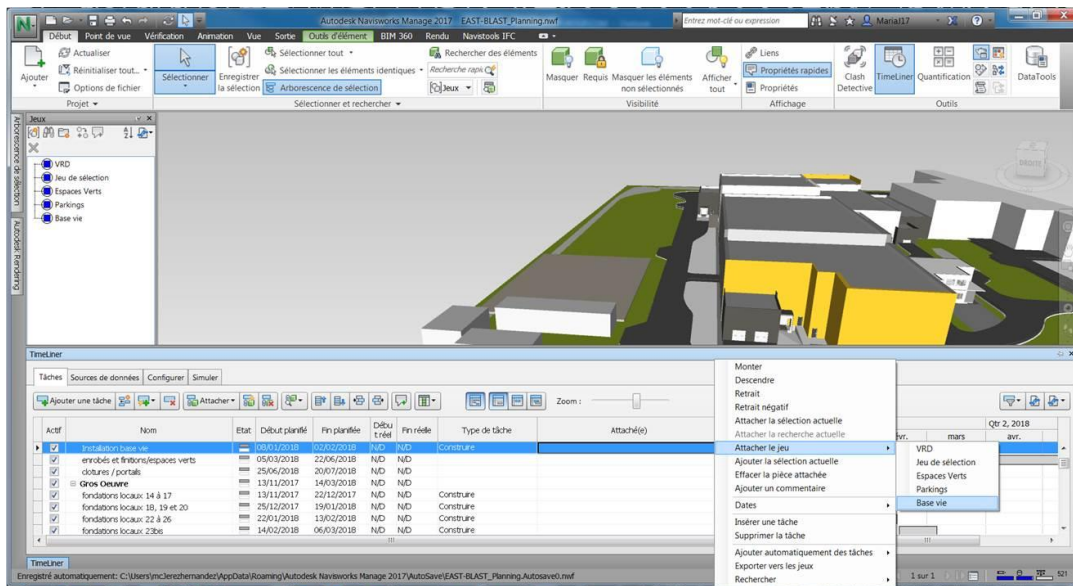 Autodesk Navisworks Manage 2017 EAST-BLAST_Planning.nwf
Entrez mot-clé ou expression
MariaJ17
Début Point de vue Vérification Animation Vue Sortie Outils d'élément BIM 360 Rendu Navistools IFC
Ajouter
Actualiser
Réinitialiser tout...
Options de fichier
Projet
Sélectionner
Enregistrer la sélection
Sélectionner tout
Sélectionner les éléments identiques
Arborescence de sélection
Rechercher des éléments
Recherche rapide
Jeux
Sélectionner et rechercher
Masquer Requis Masquer les éléments non sélectionnés Afficher tout
Visibilité
Liens
Propriétés rapides
Propriétés
Affichage
Clash Detective
TimeLiner
Quantification
Outils
DataTools
Arborescence de sélection
Autodesk Rendering
Jeux
VRD
Jeu de sélection
Espaces Verts
Parkings
Base vie
DROITE
TimeLiner
Tâches Sources de données Configurer Simuler
Ajouter une tâche
Attacher
Zoom :
Actif Nom Etat Début planifié Fin planifiée Début réel Fin réelle Type de tâche Attaché(e)
Installation base vie 08/01/2018 02/02/2018 N/D N/D Construire
enrobés et finitions/espaces verts 05/03/2018 22/06/2018 N/D N/D
clotures / portails 25/06/2018 20/07/2018 N/D N/D
Gros Oeuvre 13/11/2017 14/03/2018 N/D N/D
fondations locaux 14 à 17 13/11/2017 22/12/2017 N/D N/D Construire
fondations locaux 18, 19 et 20 25/12/2017 19/01/2018 N/D N/D Construire
fondations locaux 22 à 26 22/01/2018 13/02/2018 N/D N/D Construire
fondations locaux 23bis 14/02/2018 06/03/2018 N/D N/D Construire
Qtr 2, 2018
févr. mars avr.
Monter
Descendre
Retrait
Retrait négatif
Attacher la sélection actuelle
Attacher la recherche actuelle
Attacher le jeu
Ajouter la sélection actuelle
Effacer la pièce attachée
Ajouter un commentaire
Dates
Insérer une tâche
Supprimer la tâche
Ajouter automatiquement des tâches
Exporter vers les jeux
Rechercher
VRD
Jeu de sélection
Espaces Verts
Parkings
Base vie
TimeLiner
Enregistré automatiquement: C:\Users\mc.lerezhernandez\AppData\Roaming\Autodesk Navisworks Manage 2017\AutoSave\EAST-BLAST_Planning.Autosave0.nwf
1 sur 1
521